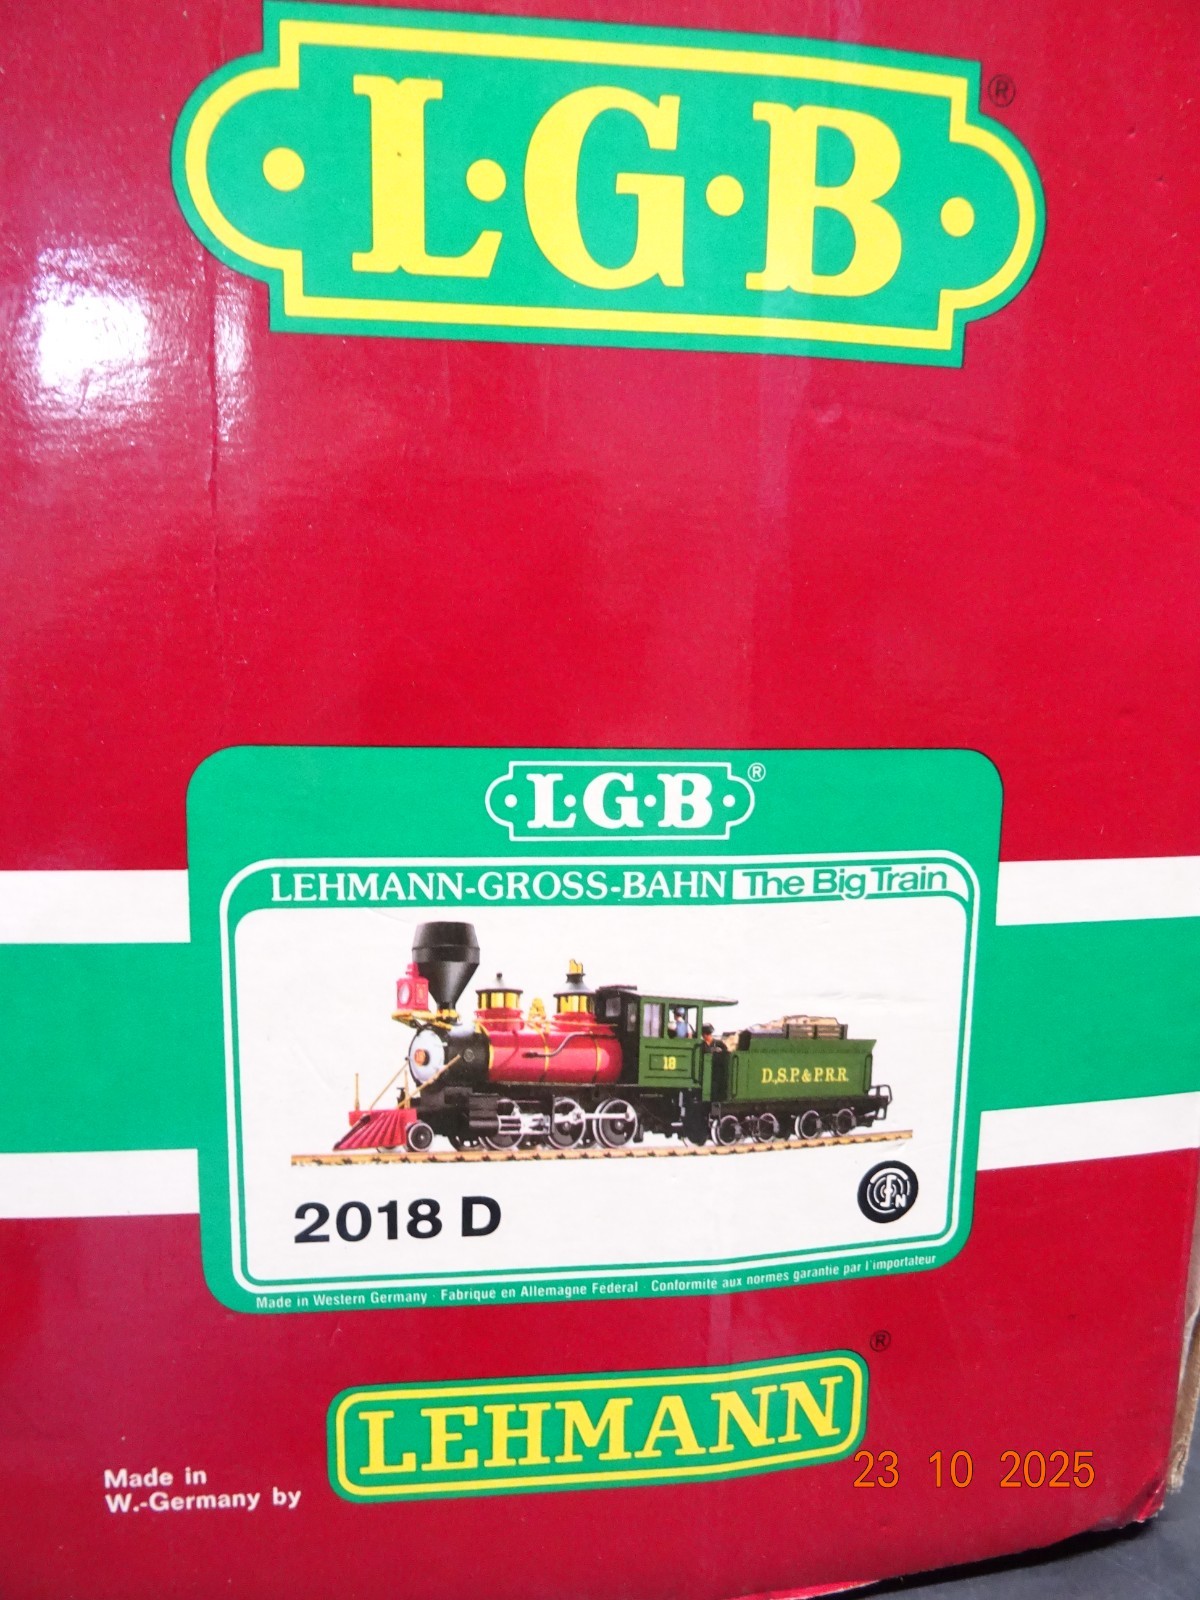 L·G·B ®
L·G·B ®
LEHMANN-GROSS-BAHN The Big Train
18
D.,S.P.&P.R.R.
2018 D
Made in Western Germany · Fabrique en Allemagne Federal · Conformité aux normes garantie par l'importateur
LEHMANN ®
Made in
W.-Germany by
23 10 2025